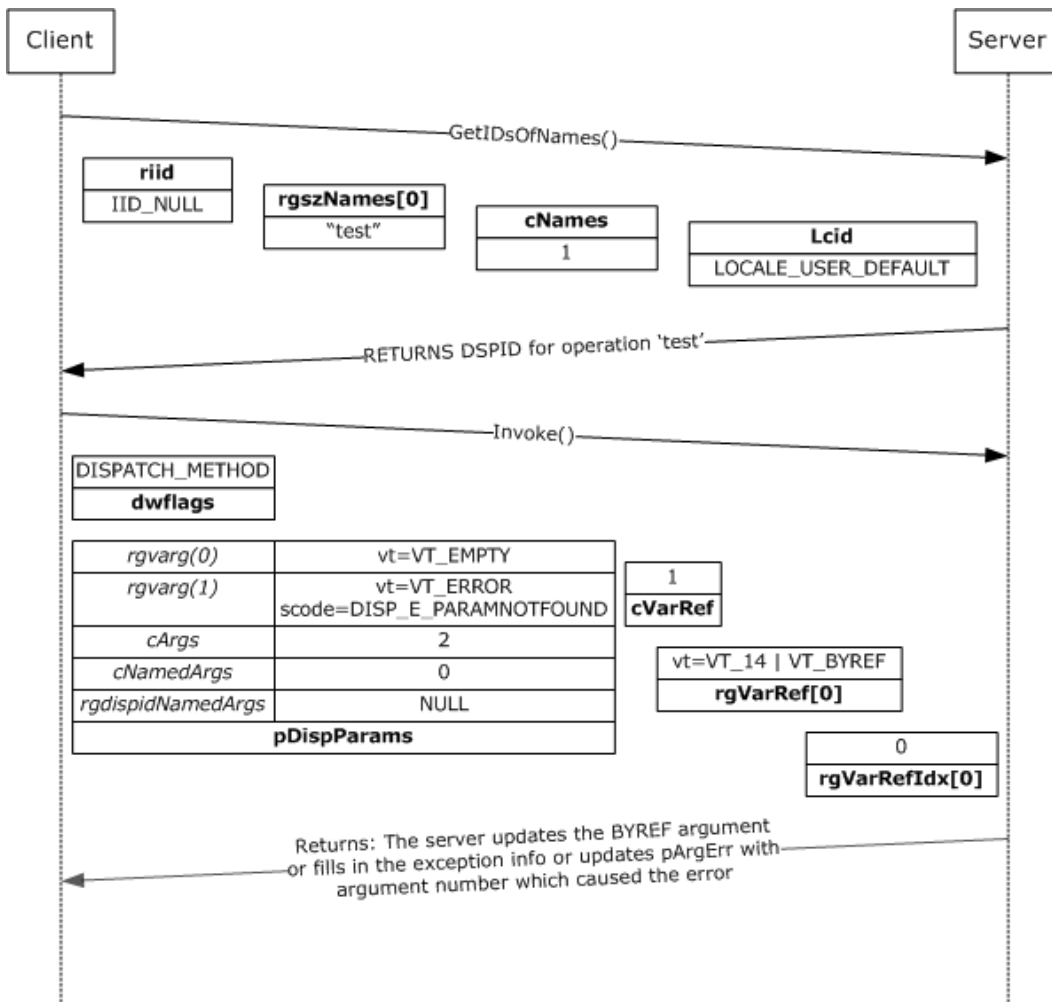 Client
Server
GetIDsOfNames()
riid
IID_NULL
rgszNames[0]
“test”
cNames
1
Lcid
LOCALE_USER_DEFAULT
RETURNS DSPID for operation ‘test’
Invoke()
DISPATCH_METHOD
dwflags
rgvarg(0)
vt=VT_EMPTY
rgvarg(1)
vt=VT_ERROR
scode=DISP_E_PARAMNOTFOUND
cArgs
2
cNamedArgs
0
rgdispidNamedArgs
NULL
pDispParams
1
cVarRef
vt=VT_14 | VT_BYREF
rgVarRef[0]
0
rgVarRefIdx[0]
Returns: The server updates the BYREF argument
or fills in the exception info or updates pArgErr with
argument number which caused the error